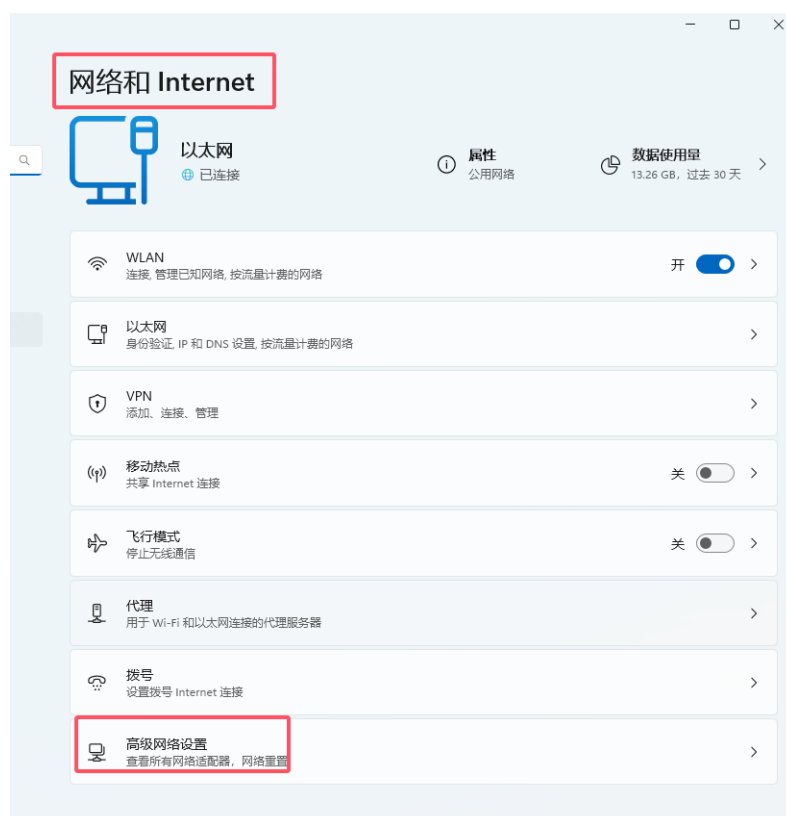 网络和 Internet
以太网
已连接
属性
公用网络
数据使用量
13.26 GB，过去 30 天
WLAN
连接, 管理已知网络, 按流量计费的网络
开
以太网
身份验证, IP 和 DNS 设置, 按流量计费的网络
VPN
添加、连接、管理
移动热点
共享 Internet 连接
关
飞行模式
停止无线通信
关
代理
用于 Wi-Fi 和以太网连接的代理服务器
拨号
设置拨号 Internet 连接
高级网络设置
查看所有网络适配器，网络重置